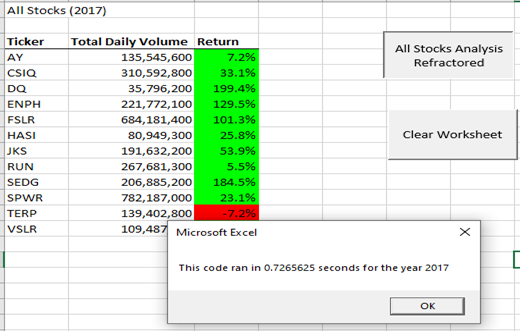 All Stocks (2017)
Ticker Total Daily Volume Return
AY 135,545,600 7.2%
CSIQ 310,592,800 33.1%
DQ 35,796,200 199.4%
ENPH 221,772,100 129.5%
FSLR 684,181,400 101.3%
HASI 80,949,300 25.8%
JKS 191,632,200 53.9%
RUN 267,681,300 5.5%
SEDG 206,885,200 184.5%
SPWR 782,187,000 23.1%
TERP 139,402,800 -7.2%
VSLR 109,487
All Stocks Analysis
Refractored
Clear Worksheet
Microsoft Excel
This code ran in 0.7265625 seconds for the year 2017
OK